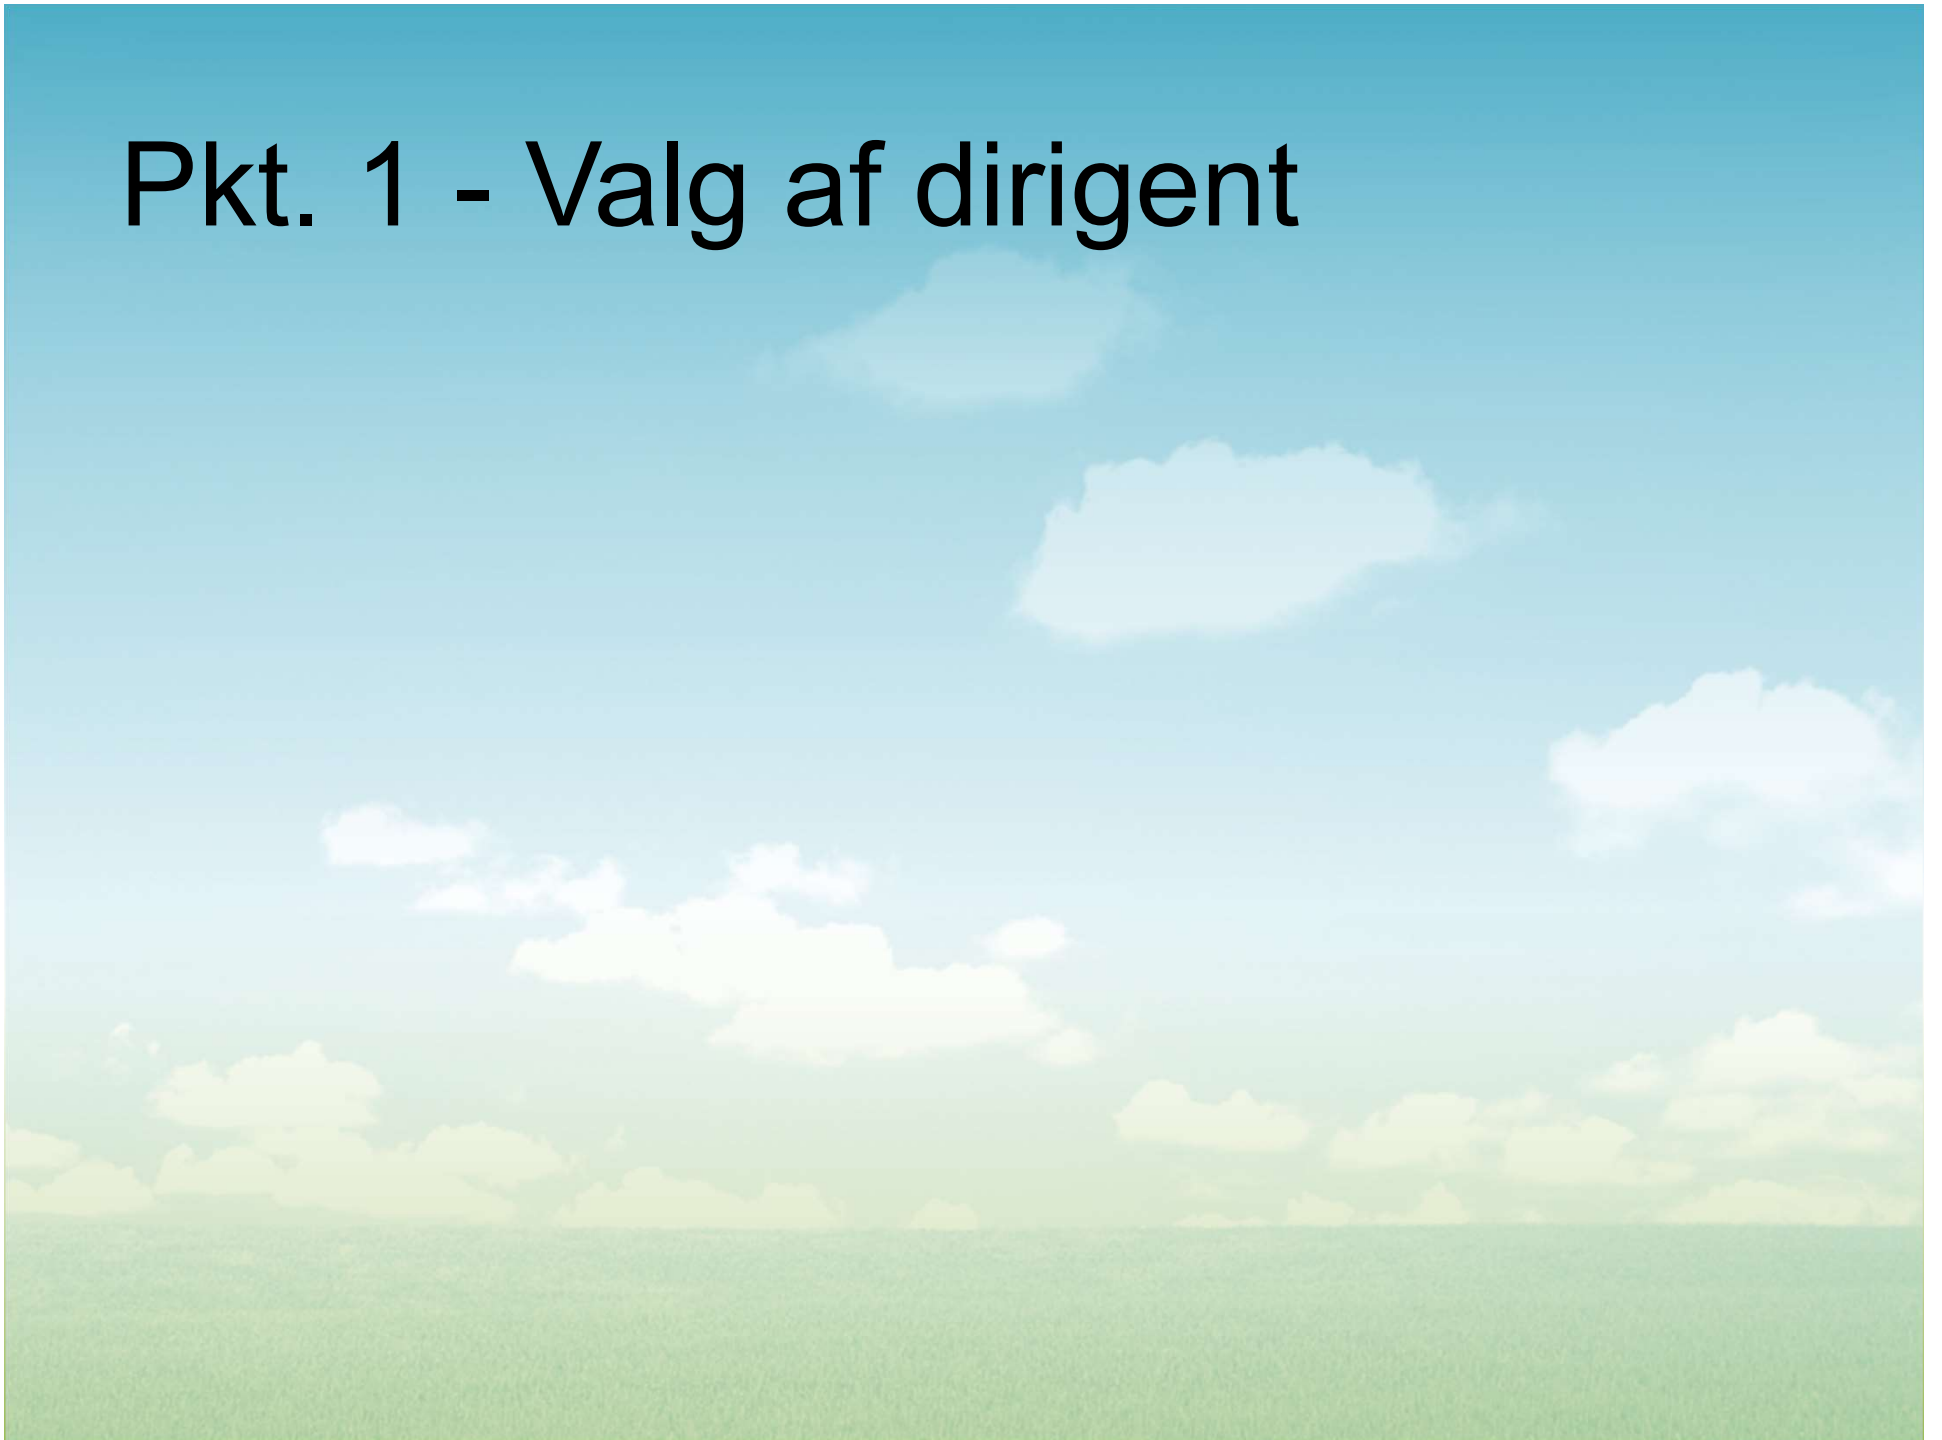 Pkt. 1 - Valg af dirigent